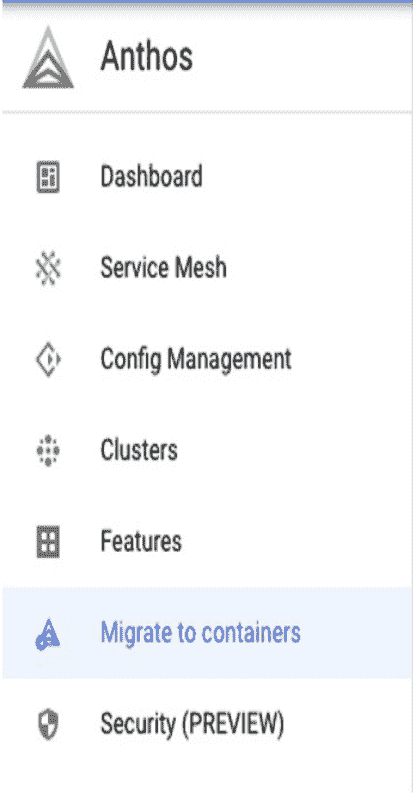 Anthos
Dashboard
Service Mesh
Config Management
Clusters
Features
Migrate to containers
Security (PREVIEW)